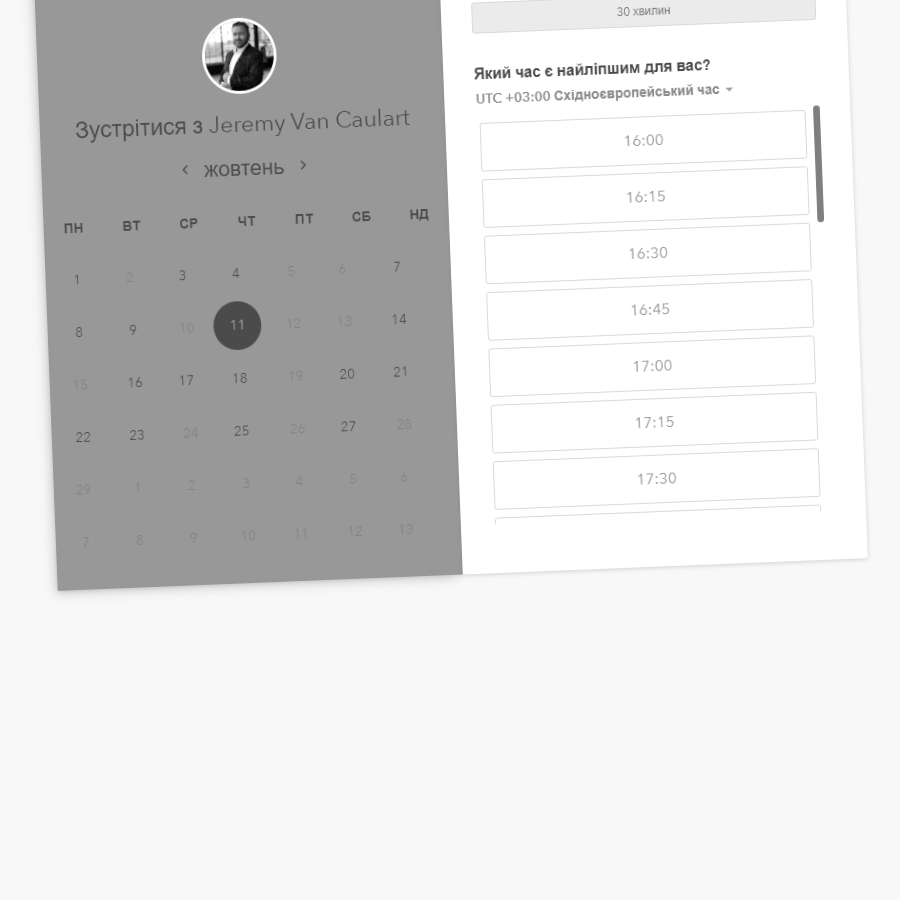 Зустрітися з Jeremy Van Caulart
жовтень
ПН ВТ СР ЧТ ПТ СБ НД
1 2 3 4 5 6 7
8 9 10 11 12 13 14
15 16 17 18 19 20 21
22 23 24 25 26 27 28
29 1 2 3 4 5 6
7 8 9 10 11 12 13
30 хвилин
Який час є найліпшим для вас?
UTC +03:00 Східноєвропейський час
16:00
16:15
16:30
16:45
17:00
17:15
17:30